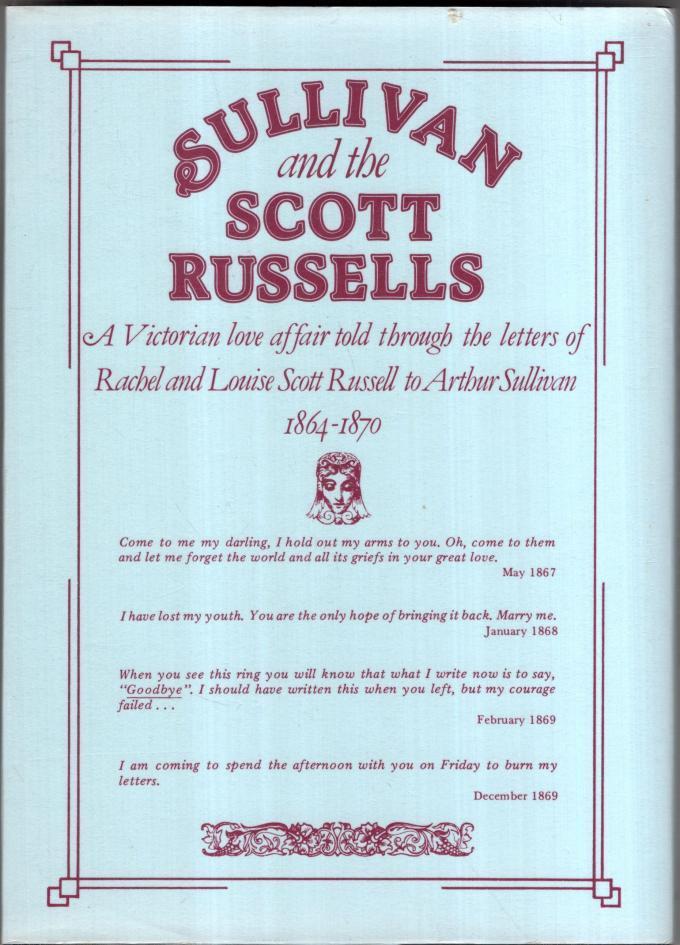 SULLIVAN
and the
SCOTT
RUSSELLS
A Victorian love affair told through the letters of
Rachel and Louise Scott Russell to Arthur Sullivan
1864-1870
Come to me my darling, I hold out my arms to you. Oh, come to them
and let me forget the world and all its griefs in your great love.
May 1867
I have lost my youth. You are the only hope of bringing it back. Marry me.
January 1868
When you see this ring you will know that what I write now is to say,
"Goodbye". I should have written this when you left, but my courage
failed . . .
February 1869
I am coming to spend the afternoon with you on Friday to burn my
letters.
December 1869